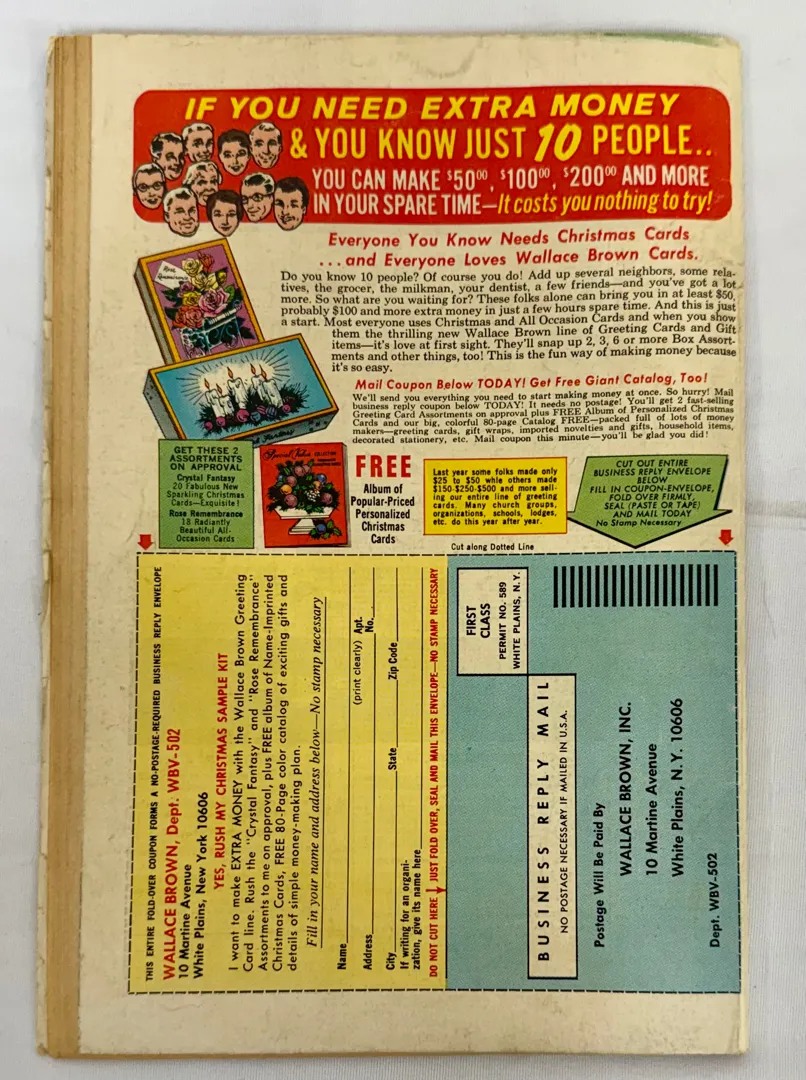 IF YOU NEED EXTRA MONEY
& YOU KNOW JUST 10 PEOPLE..
YOU CAN MAKE $50⁰⁰, $100⁰⁰, $200⁰⁰ AND MORE
IN YOUR SPARE TIME—It costs you nothing to try!
Everyone You Know Needs Christmas Cards
...and Everyone Loves Wallace Brown Cards.
Do you know 10 people? Of course you do! Add up several neighbors, some rela-
tives, the grocer, the milkman, your dentist, a few friends—and you've got a lot
more. So what are you waiting for? These folks alone can bring you in at least $50,
probably $100 and more extra money in just a few hours spare time. And this is just
a start. Most everyone uses Christmas and All Occasion Cards and when you show
them the thrilling new Wallace Brown line of Greeting Cards and Gift
items—it's love at first sight. They'll snap up 2, 3, 6 or more Box Assort-
ments and other things, too! This is the fun way of making money because
it's so easy.
Mail Coupon Below TODAY! Get Free Giant Catalog, Too!
We'll send you everything you need to start making money at once. So hurry! Mail
business reply coupon below TODAY! It needs no postage! You'll get 2 fast-selling
Greeting Card Assortments on approval plus FREE Album of Personalized Christmas
Cards and our big, colorful 80-page Catalog FREE—packed full of lots of money
makers—greeting cards, gift wraps, imported novelties and gifts, household items,
decorated stationery, etc. Mail coupon this minute—you'll be glad you did!
Rose
Remembrance
GET THESE 2
ASSORTMENTS
ON APPROVAL
Crystal Fantasy
20 Fabulous New
Sparkling Christmas
Cards—Exquisite!
Rose Remembrance
18 Radiantly
Beautiful All-
Occasion Cards
Special Value COLLECTION
FREE
Album of
Popular-Priced
Personalized
Christmas
Cards
Last year some folks made only
$25 to $50 while others made
$150-$250-$500 and more sell-
ing our entire line of greeting
cards. Many church groups,
organizations, schools, lodges,
etc. do this year after year.
CUT OUT ENTIRE
BUSINESS REPLY ENVELOPE
BELOW
FILL IN COUPON-ENVELOPE,
FOLD OVER FIRMLY,
SEAL (PASTE OR TAPE)
AND MAIL TODAY
No Stamp Necessary
Cut along Dotted Line
THIS ENTIRE FOLD-OVER COUPON FORMS A NO-POSTAGE-REQUIRED BUSINESS REPLY ENVELOPE
WALLACE BROWN, Dept. WBV-502
10 Martine Avenue
White Plains, New York 10606
YES, RUSH MY CHRISTMAS SAMPLE KIT
I want to make EXTRA MONEY with the Wallace Brown Greeting
Card line. Rush the "Crystal Fantasy" and "Rose Remembrance"
Assortments to me on approval, plus FREE album of Name-Imprinted
Christmas Cards, FREE 80-Page color catalog of exciting gifts and
details of simple money-making plan.
Fill in your name and address below—No stamp necessary
Name
(print clearly)
Address
Apt.
No.
City
State
Zip Code
If writing for an organi-
zation, give its name here
DO NOT CUT HERE JUST FOLD OVER, SEAL AND MAIL THIS ENVELOPE—NO STAMP NECESSARY
FIRST
CLASS
PERMIT NO. 589
WHITE PLAINS, N.Y.
BUSINESS REPLY MAIL
NO POSTAGE NECESSARY IF MAILED IN U.S.A.
Postage Will Be Paid By
WALLACE BROWN, INC.
10 Martine Avenue
White Plains, N.Y. 10606
Dept. WBV-502